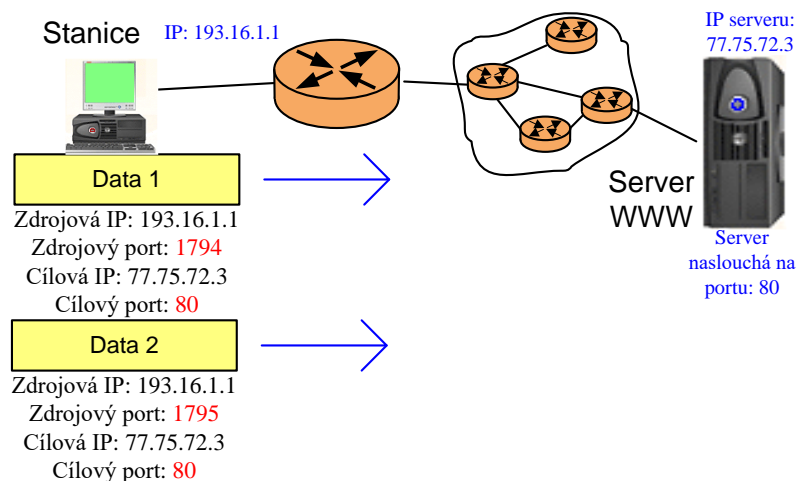 Stanice
IP: 193.16.1.1
IP serveru:
77.75.72.3
Data 1
Zdrojová IP: 193.16.1.1
Zdrojový port: 1794
Cílová IP: 77.75.72.3
Cílový port: 80
Server
WWW
Server
naslouchá na
portu: 80
Data 2
Zdrojová IP: 193.16.1.1
Zdrojový port: 1795
Cílová IP: 77.75.72.3
Cílový port: 80